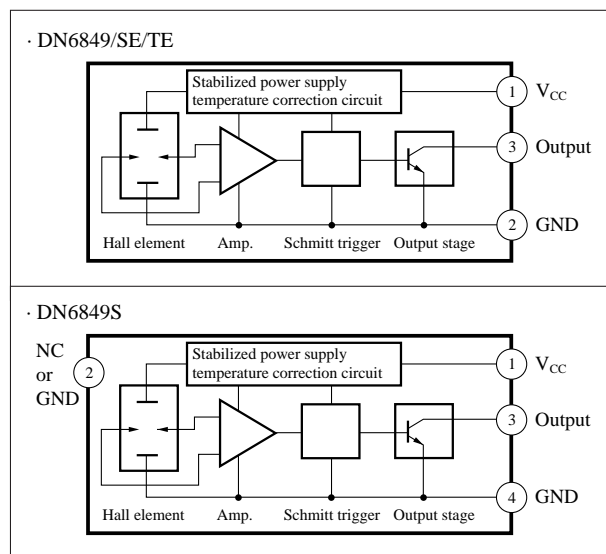 · DN6849/SE/TE
Stabilized power supply
temperature correction circuit
1 V_CC
3 Output
2 GND
Hall element Amp. Schmitt trigger Output stage
· DN6849S
NC
or
GND
2
Stabilized power supply
temperature correction circuit
1 V_CC
3 Output
4 GND
Hall element Amp. Schmitt trigger Output stage